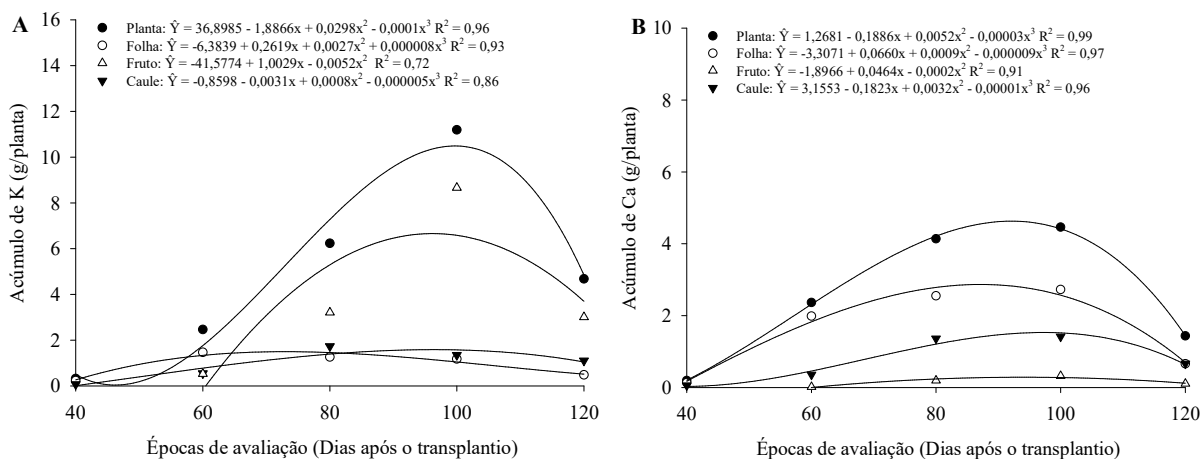 A
Acúmulo de K (g/planta)
16
14
12
10
8
6
4
2
0
Planta: Ŷ = 36,8985 - 1,8866x + 0,0298x² - 0,0001x³ R² = 0,96
Folha: Ŷ = -6,3839 + 0,2619x + 0,0027x² + 0,000008x³ R² = 0,93
Fruto: Ŷ = -41,5774 + 1,0029x - 0,0052x² R² = 0,72
Caule: Ŷ = -0,8598 - 0,0031x + 0,0008x² - 0,000005x³ R² = 0,86
40 60 80 100 120
Épocas de avaliação (Dias após o transplantio)
B
Acúmulo de Ca (g/planta)
10
8
6
4
2
0
Planta: Ŷ = 1,2681 - 0,1886x + 0,0052x² - 0,00003x³ R² = 0,99
Folha: Ŷ = -3,3071 + 0,0660x + 0,0009x² - 0,000009x³ R² = 0,97
Fruto: Ŷ = -1,8966 + 0,0464x - 0,0002x² R² = 0,91
Caule: Ŷ = 3,1553 - 0,1823x + 0,0032x² - 0,00001x³ R² = 0,96
40 60 80 100 120
Épocas de avaliação (Dias após o transplantio)